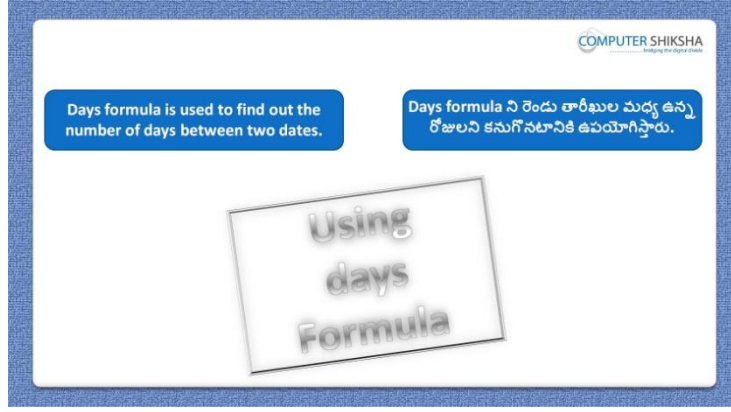 COMPUTER SHIKSHA
bridging the digital divide
Days formula is used to find out the
number of days between two dates.
Days formula ని రెండు తారీఖుల మధ్య ఉన్న
రోజులని కనుగొనటానికి ఉపయోగిస్తారు.
Using
days
Formula